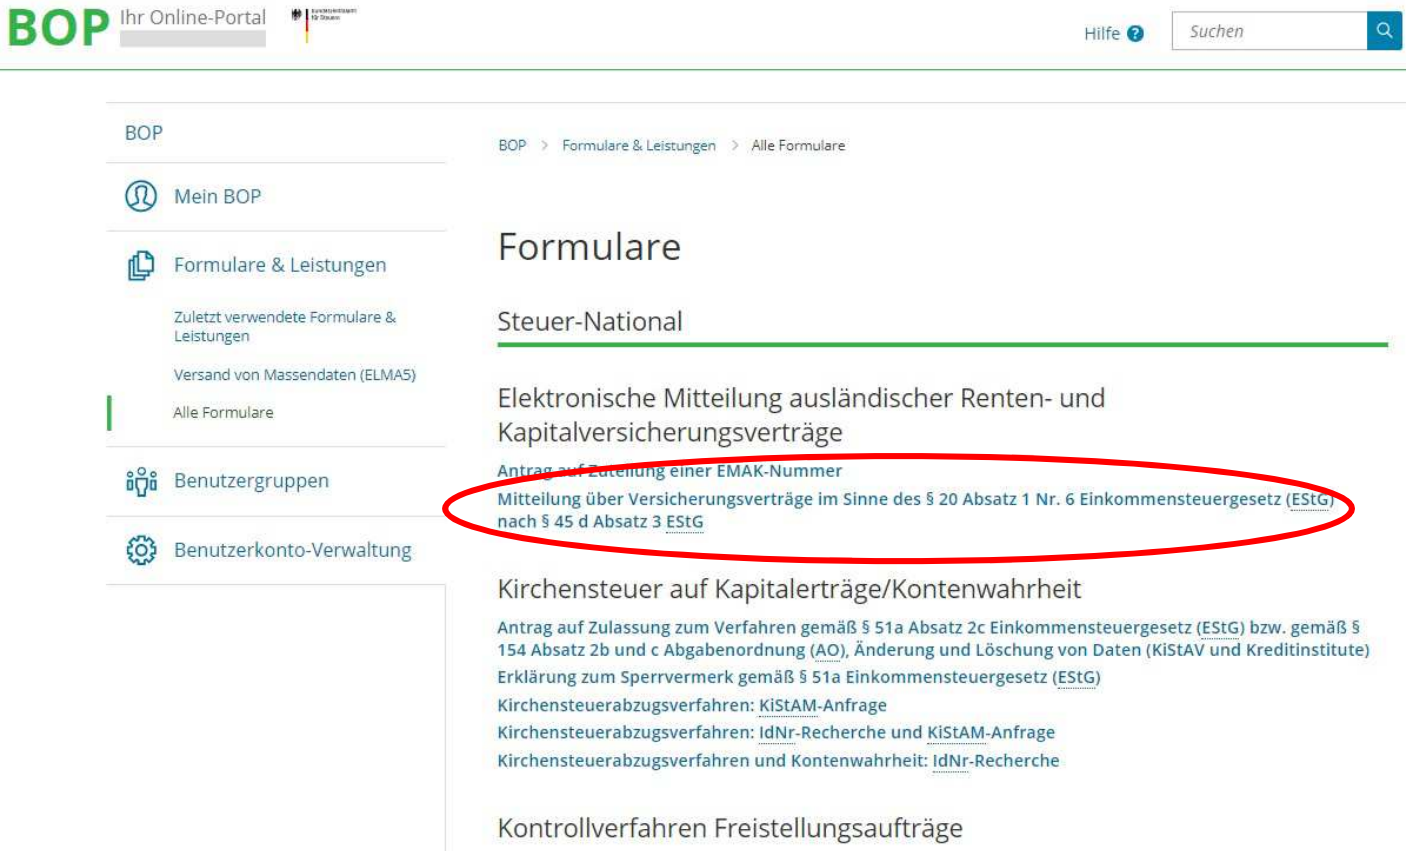 BOP Ihr Online-Portal
Bundeszentralamt
für Steuern
Hilfe ?
Suchen
BOP
Mein BOP
Formulare & Leistungen
Zuletzt verwendete Formulare &
Leistungen
Versand von Massendaten (ELMA5)
Alle Formulare
Benutzergruppen
Benutzerkonto-Verwaltung
BOP > Formulare & Leistungen > Alle Formulare
Formulare
Steuer-National
Elektronische Mitteilung ausländischer Renten- und
Kapitalversicherungsverträge
Antrag auf Zuteilung einer EMAK-Nummer
Mitteilung über Versicherungsverträge im Sinne des § 20 Absatz 1 Nr. 6 Einkommensteuergesetz (EStG)
nach § 45 d Absatz 3 EStG
Kirchensteuer auf Kapitalerträge/Kontenwahrheit
Antrag auf Zulassung zum Verfahren gemäß § 51a Absatz 2c Einkommensteuergesetz (EStG) bzw. gemäß §
154 Absatz 2b und c Abgabenordnung (AO), Änderung und Löschung von Daten (KiStAV und Kreditinstitute)
Erklärung zum Sperrvermerk gemäß § 51a Einkommensteuergesetz (EStG)
Kirchensteuerabzugsverfahren: KiStAM-Anfrage
Kirchensteuerabzugsverfahren: IdNr-Recherche und KiStAM-Anfrage
Kirchensteuerabzugsverfahren und Kontenwahrheit: IdNr-Recherche
Kontrollverfahren Freistellungsaufträge